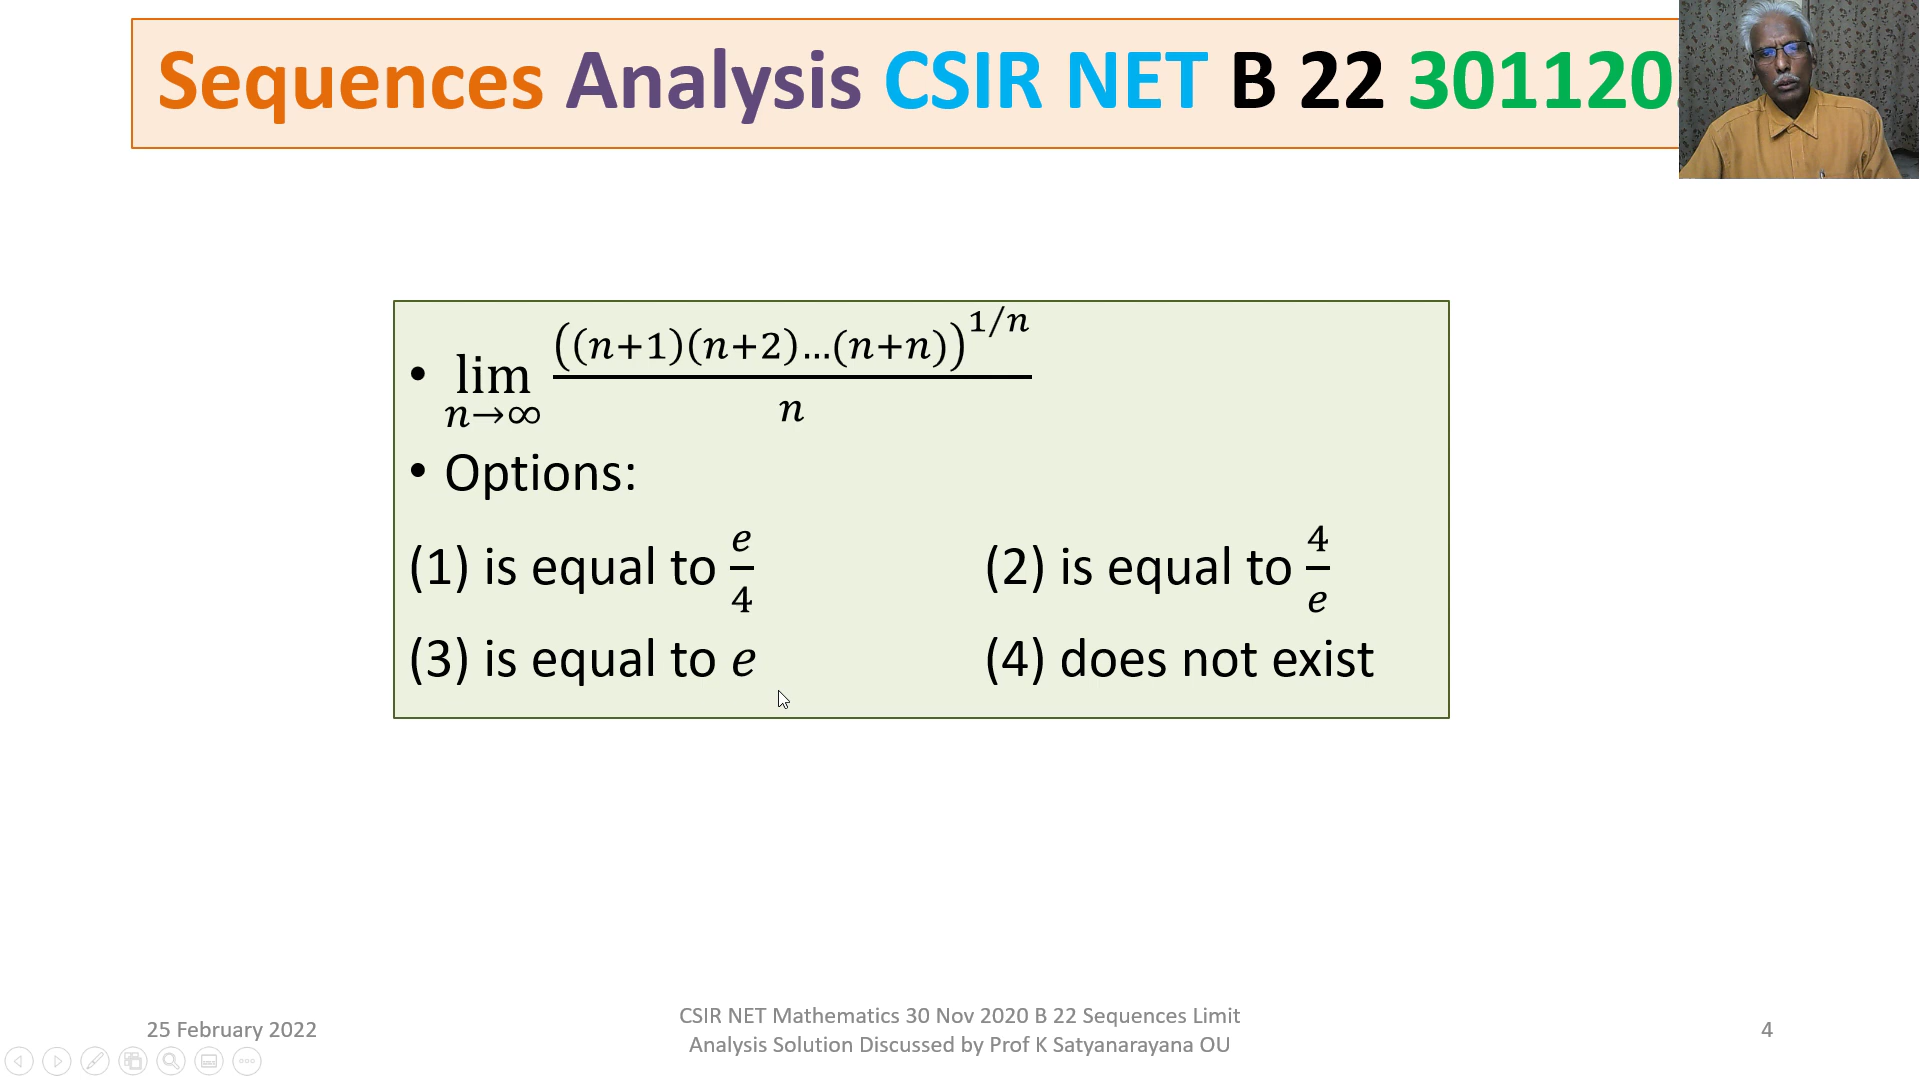 Sequences Analysis CSIR NET B 22 301120
• lim n→∞ ((n+1)(n+2)...(n+n))^{1/n} / n
• Options:
(1) is equal to e/4 (2) is equal to 4/e
(3) is equal to e (4) does not exist
25 February 2022
CSIR NET Mathematics 30 Nov 2020 B 22 Sequences Limit
Analysis Solution Discussed by Prof K Satyanarayana OU
4